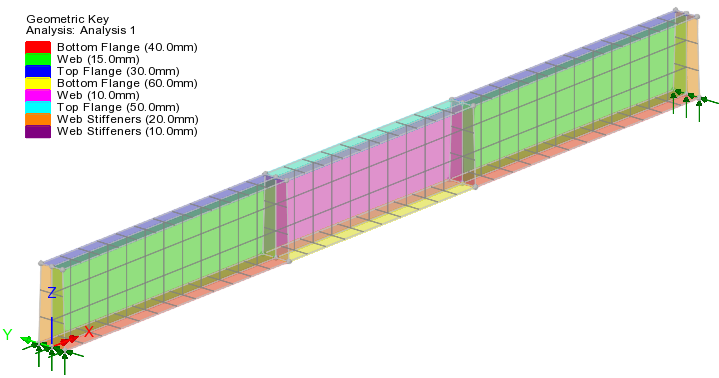 Geometric Key
Analysis: Analysis 1
Bottom Flange (40.0mm)
Web (15.0mm)
Top Flange (30.0mm)
Bottom Flange (60.0mm)
Web (10.0mm)
Top Flange (50.0mm)
Web Stiffeners (20.0mm)
Web Stiffeners (10.0mm)
Z
Y
X